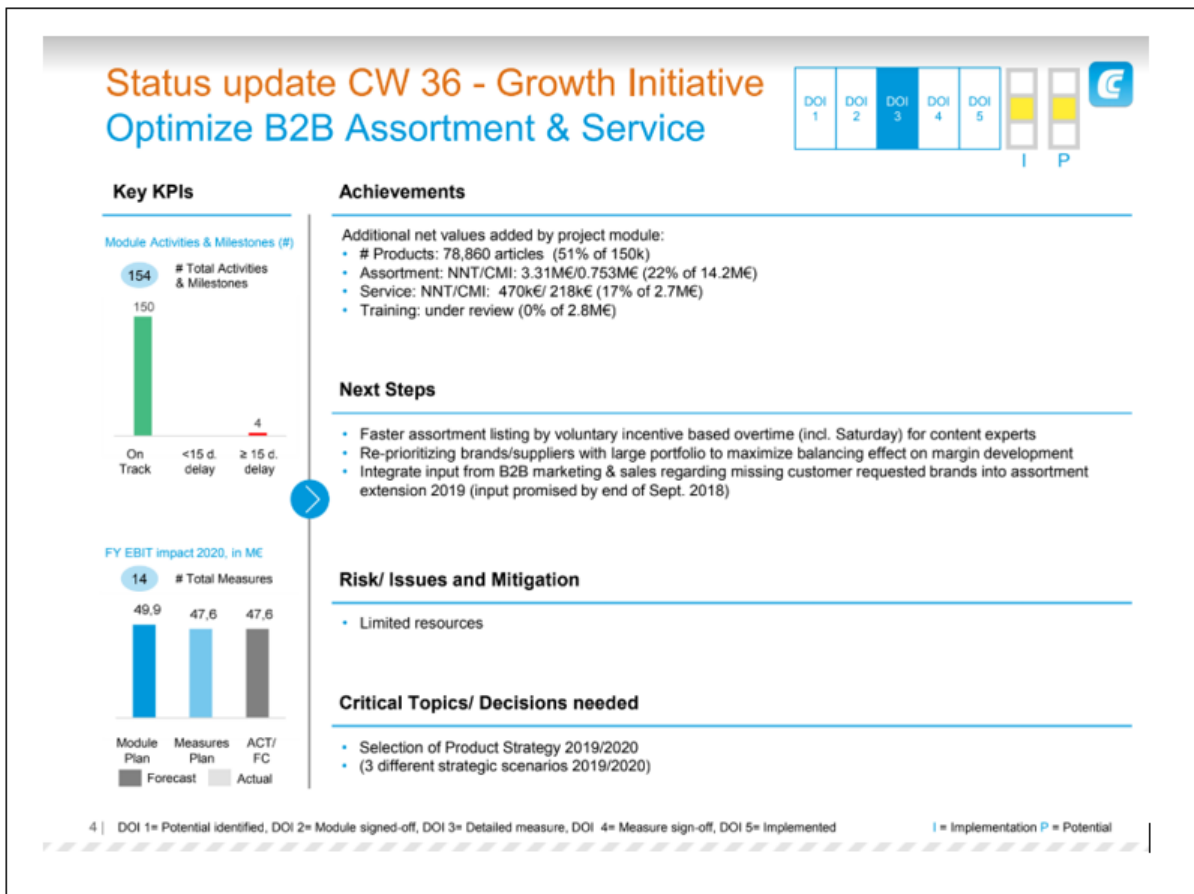 Status update CW 36 - Growth Initiative
Optimize B2B Assortment & Service
DOI 1
DOI 2
DOI 3
DOI 4
DOI 5
I P
Key KPIs
Module Activities & Milestones (#)
154
# Total Activities
& Milestones
150
4
On Track
<15 d. delay
≥ 15 d. delay
FY EBIT impact 2020, in M€
14
# Total Measures
49,9
47,6
47,6
Module Plan
Measures Plan
ACT/ FC
Forecast
Actual
Achievements
Additional net values added by project module:
• # Products: 78,860 articles (51% of 150k)
• Assortment: NNT/CMI: 3.31M€/0.753M€ (22% of 14.2M€)
• Service: NNT/CMI: 470k€/ 218k€ (17% of 2.7M€)
• Training: under review (0% of 2.8M€)
Next Steps
• Faster assortment listing by voluntary incentive based overtime (incl. Saturday) for content experts
• Re-prioritizing brands/suppliers with large portfolio to maximize balancing effect on margin development
• Integrate input from B2B marketing & sales regarding missing customer requested brands into assortment
extension 2019 (input promised by end of Sept. 2018)
Risk/ Issues and Mitigation
• Limited resources
Critical Topics/ Decisions needed
• Selection of Product Strategy 2019/2020
• (3 different strategic scenarios 2019/2020)
4 | DOI 1= Potential identified, DOI 2= Module signed-off, DOI 3= Detailed measure, DOI 4= Measure sign-off, DOI 5= Implemented
I = Implementation P = Potential